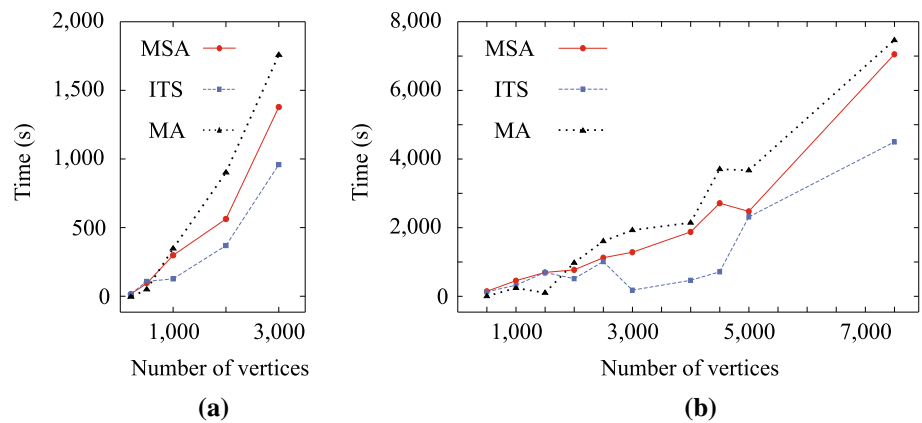 2,000
1,500
1,000
500
0
Time (s)
MSA
ITS
MA
1,000 2,000 3,000
Number of vertices
(a)
8,000
6,000
4,000
2,000
0
Time (s)
MSA
ITS
MA
1,000 3,000 5,000 7,000
Number of vertices
(b)